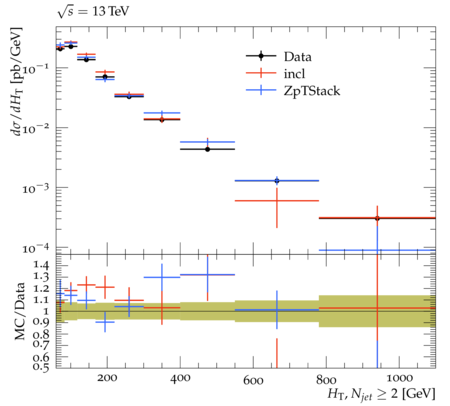 √s = 13 TeV
dσ/dH_T [pb/GeV]
10⁻¹
10⁻²
10⁻³
10⁻⁴
Data
incl
ZpTStack
MC/Data
1.4
1.3
1.2
1.1
1
0.9
0.8
0.7
0.6
0.5
200 400 600 800 1000
H_T, N_jet ≥ 2 [GeV]